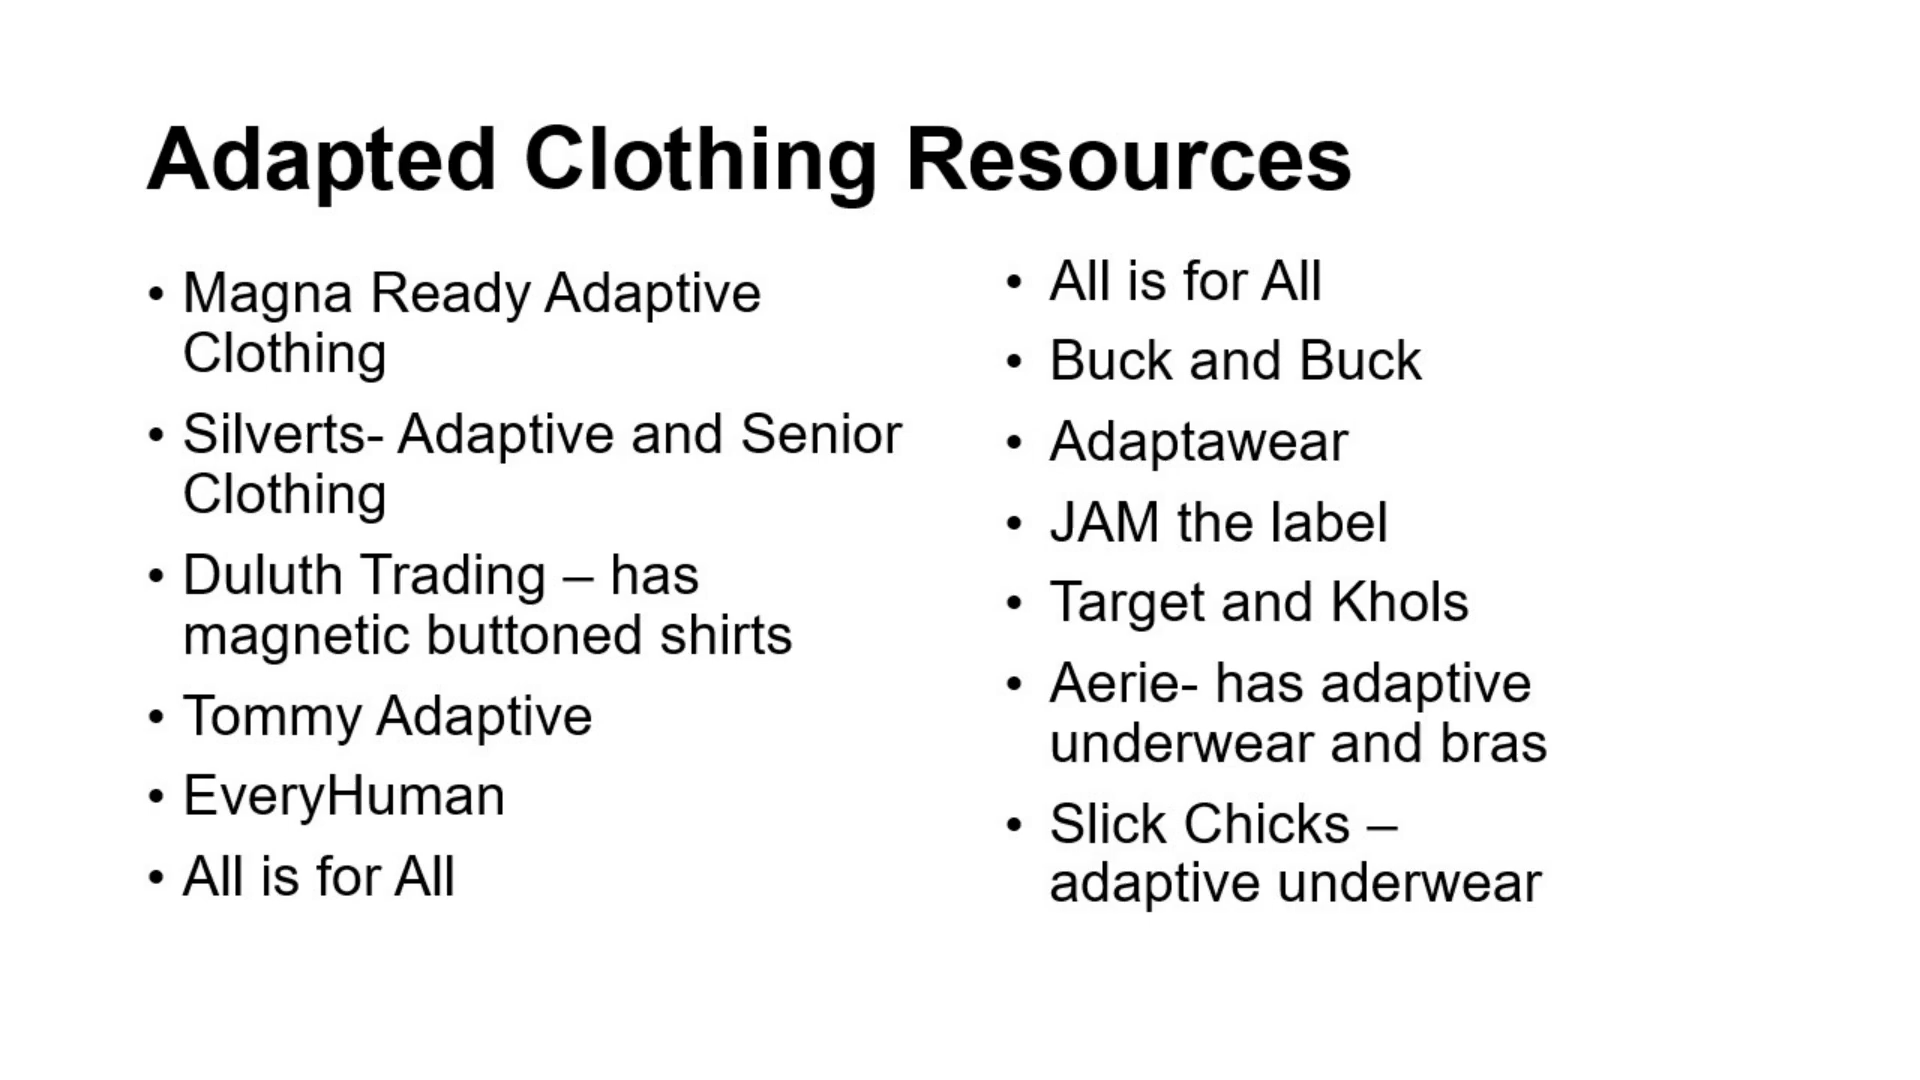 Adapted Clothing Resources
• Magna Ready Adaptive
Clothing
• Silverts- Adaptive and Senior
Clothing
• Duluth Trading – has
magnetic buttoned shirts
• Tommy Adaptive
• EveryHuman
• All is for All
• All is for All
• Buck and Buck
• Adaptawear
• JAM the label
• Target and Khols
• Aerie- has adaptive
underwear and bras
• Slick Chicks –
adaptive underwear